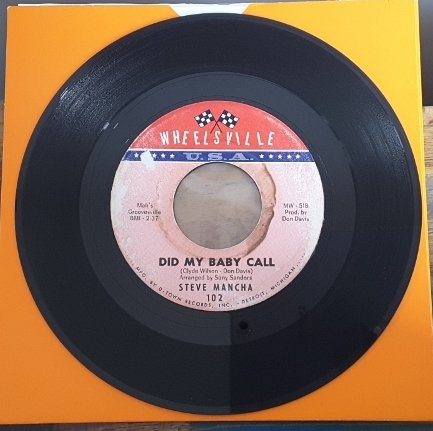 WHEELSVILLE
U.S.A.
Mah's
Grooveville
BMI - 2:37
MW - 518
Prod. by
Don Davis
DID MY BABY CALL
(Clyde Wilson - Don Davis)
Arranged by Sony Sanders
STEVE MANCHA
102
MFG. BY D-TOWN RECORDS, INC. - DETROIT, MICHIGAN